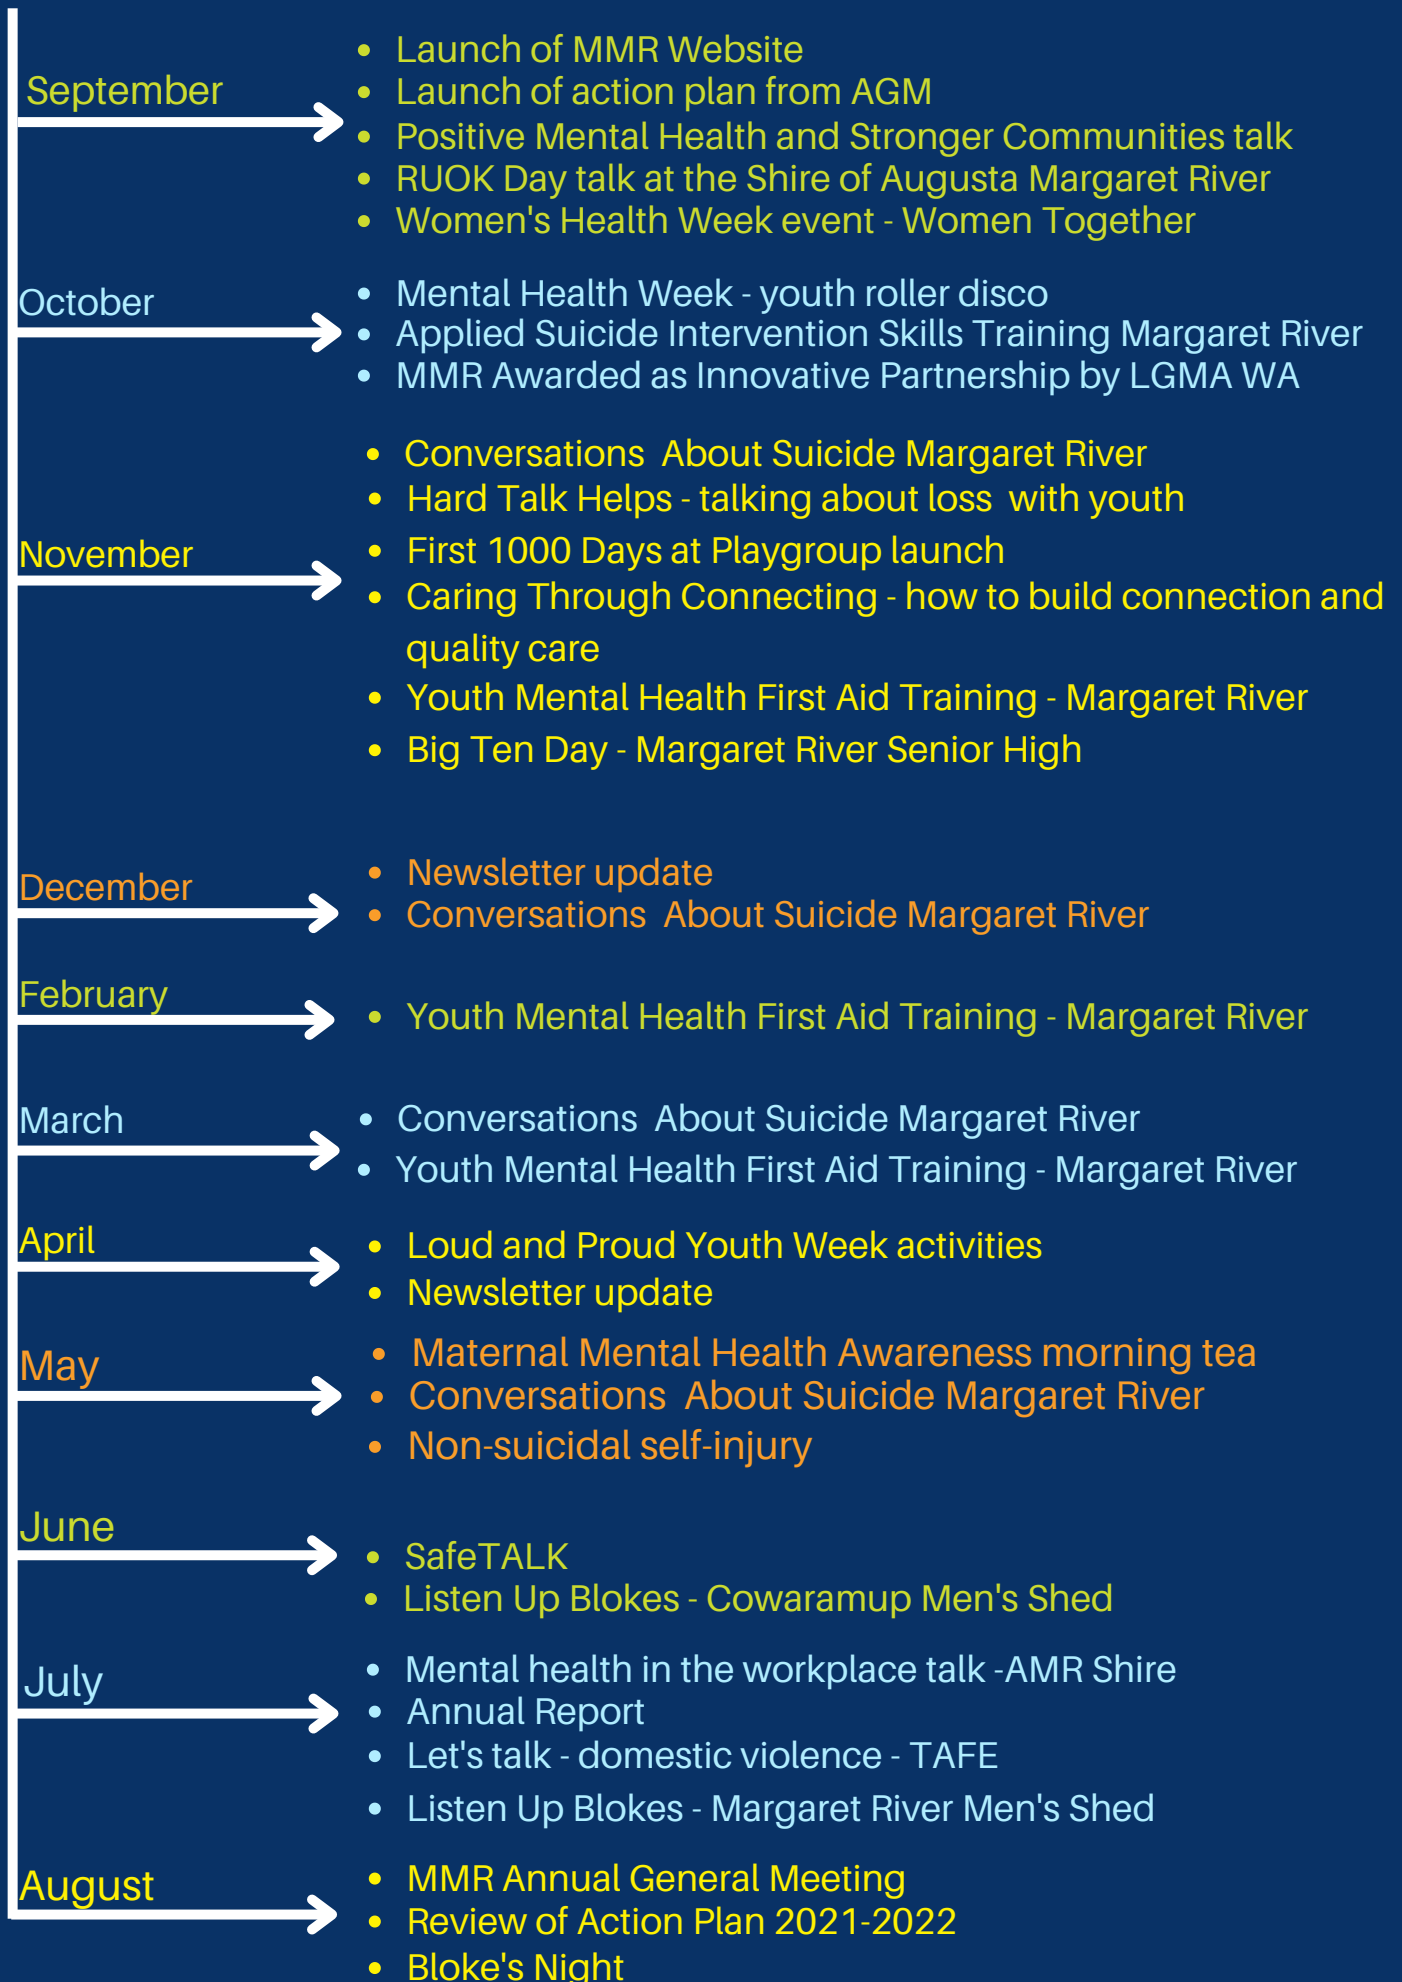 September
Launch of MMR Website
Launch of action plan from AGM
Positive Mental Health and Stronger Communities talk
RUOK Day talk at the Shire of Augusta Margaret River
Women's Health Week event - Women Together
October
Mental Health Week - youth roller disco
Applied Suicide Intervention Skills Training Margaret River
MMR Awarded as Innovative Partnership by LGMA WA
November
Conversations About Suicide Margaret River
Hard Talk Helps - talking about loss with youth
First 1000 Days at Playgroup launch
Caring Through Connecting - how to build connection and
quality care
Youth Mental Health First Aid Training - Margaret River
Big Ten Day - Margaret River Senior High
December
Newsletter update
Conversations About Suicide Margaret River
February
Youth Mental Health First Aid Training - Margaret River
March
Conversations About Suicide Margaret River
Youth Mental Health First Aid Training - Margaret River
April
Loud and Proud Youth Week activities
Newsletter update
May
Maternal Mental Health Awareness morning tea
Conversations About Suicide Margaret River
Non-suicidal self-injury
June
SafeTALK
Listen Up Blokes - Cowaramup Men's Shed
July
Mental health in the workplace talk -AMR Shire
Annual Report
Let's talk - domestic violence - TAFE
Listen Up Blokes - Margaret River Men's Shed
August
MMR Annual General Meeting
Review of Action Plan 2021-2022
Bloke's Night